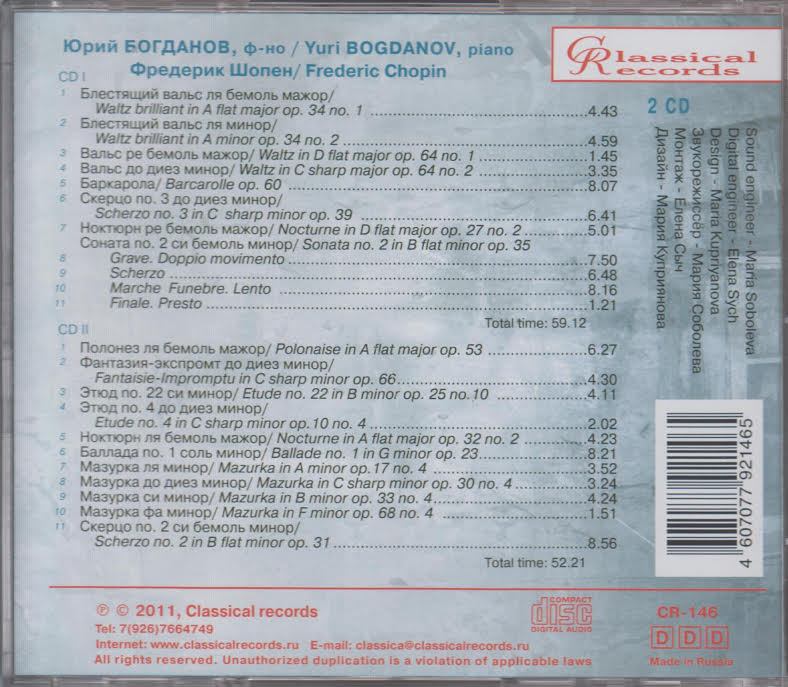 Юрий БОГДАНОВ, ф-но / Yuri BOGDANOV, piano
Фредерик Шопен/ Frederic Chopin
Classical
Records
2 CD
CD I
1 Блестящий вальс ля бемоль мажор/
Waltz brilliant in A flat major op. 34 no. 1 4.43
2 Блестящий вальс ля минор/
Waltz brilliant in A minor op. 34 no. 2 4.59
3 Вальс ре бемоль мажор/ Waltz in D flat major op. 64 no. 1 1.45
4 Вальс до диез минор/ Waltz in C sharp major op. 64 no. 2 3.35
5 Баркарола/ Barcarolle op. 60 8.07
6 Скерцо no. 3 до диез минор/
Scherzo no. 3 in C sharp minor op. 39 6.41
7 Ноктюрн ре бемоль мажор/ Nocturne in D flat major op. 27 no. 2 5.01
Соната no. 2 си бемоль минор/ Sonata no. 2 in B flat minor op. 35
8 Grave. Doppio movimento 7.50
9 Scherzo 6.48
10 Marche Funebre. Lento 8.16
11 Finale. Presto 1.21
Total time: 59.12
CD II
1 Полонез ля бемоль мажор/ Polonaise in A flat major op. 53 6.27
2 Фантазия-экспромт до диез минор/
Fantaisie-Impromptu in C sharp minor op. 66 4.30
3 Этюд no. 22 си минор/ Etude no. 22 in B minor op. 25 no. 10 4.11
4 Этюд no. 4 до диез минор/
Etude no. 4 in C sharp minor op.10 no. 4 2.02
5 Ноктюрн ля бемоль мажор/ Nocturne in A flat major op. 32 no. 2 4.23
6 Баллада no. 1 соль минор/ Ballade no. 1 in G minor op. 23 8.21
7 Мазурка ля минор/ Mazurka in A minor op.17 no. 4 3.52
8 Мазурка до диез минор/ Mazurka in C sharp minor op. 30 no. 4 3.24
9 Мазурка си минор/ Mazurka in B minor op. 33 no. 4 4.24
10 Мазурка фа минор/ Mazurka in F minor op. 68 no. 4 1.51
11 Скерцо no. 2 си бемоль минор/
Scherzo no. 2 in B flat minor op. 31 8.56
Total time: 52.21
Sound engineer - Maria Soboleva
Digital engineer - Elena Sych
Design - Maria Kupriyanova
Звукорежиссёр - Мария Соболева
Монтаж - Елена Сыч
Дизайн - Мария Куприянова
4 607077 921465
℗ © 2011, Classical records
Tel: 7(926)7664749
Internet: www.classicalrecords.ru E-mail: classica@classicalrecords.ru
All rights reserved. Unauthorized duplication is a violation of applicable laws
COMPACT
disc
DIGITAL AUDIO
CR-146
D D D
Made in Russia